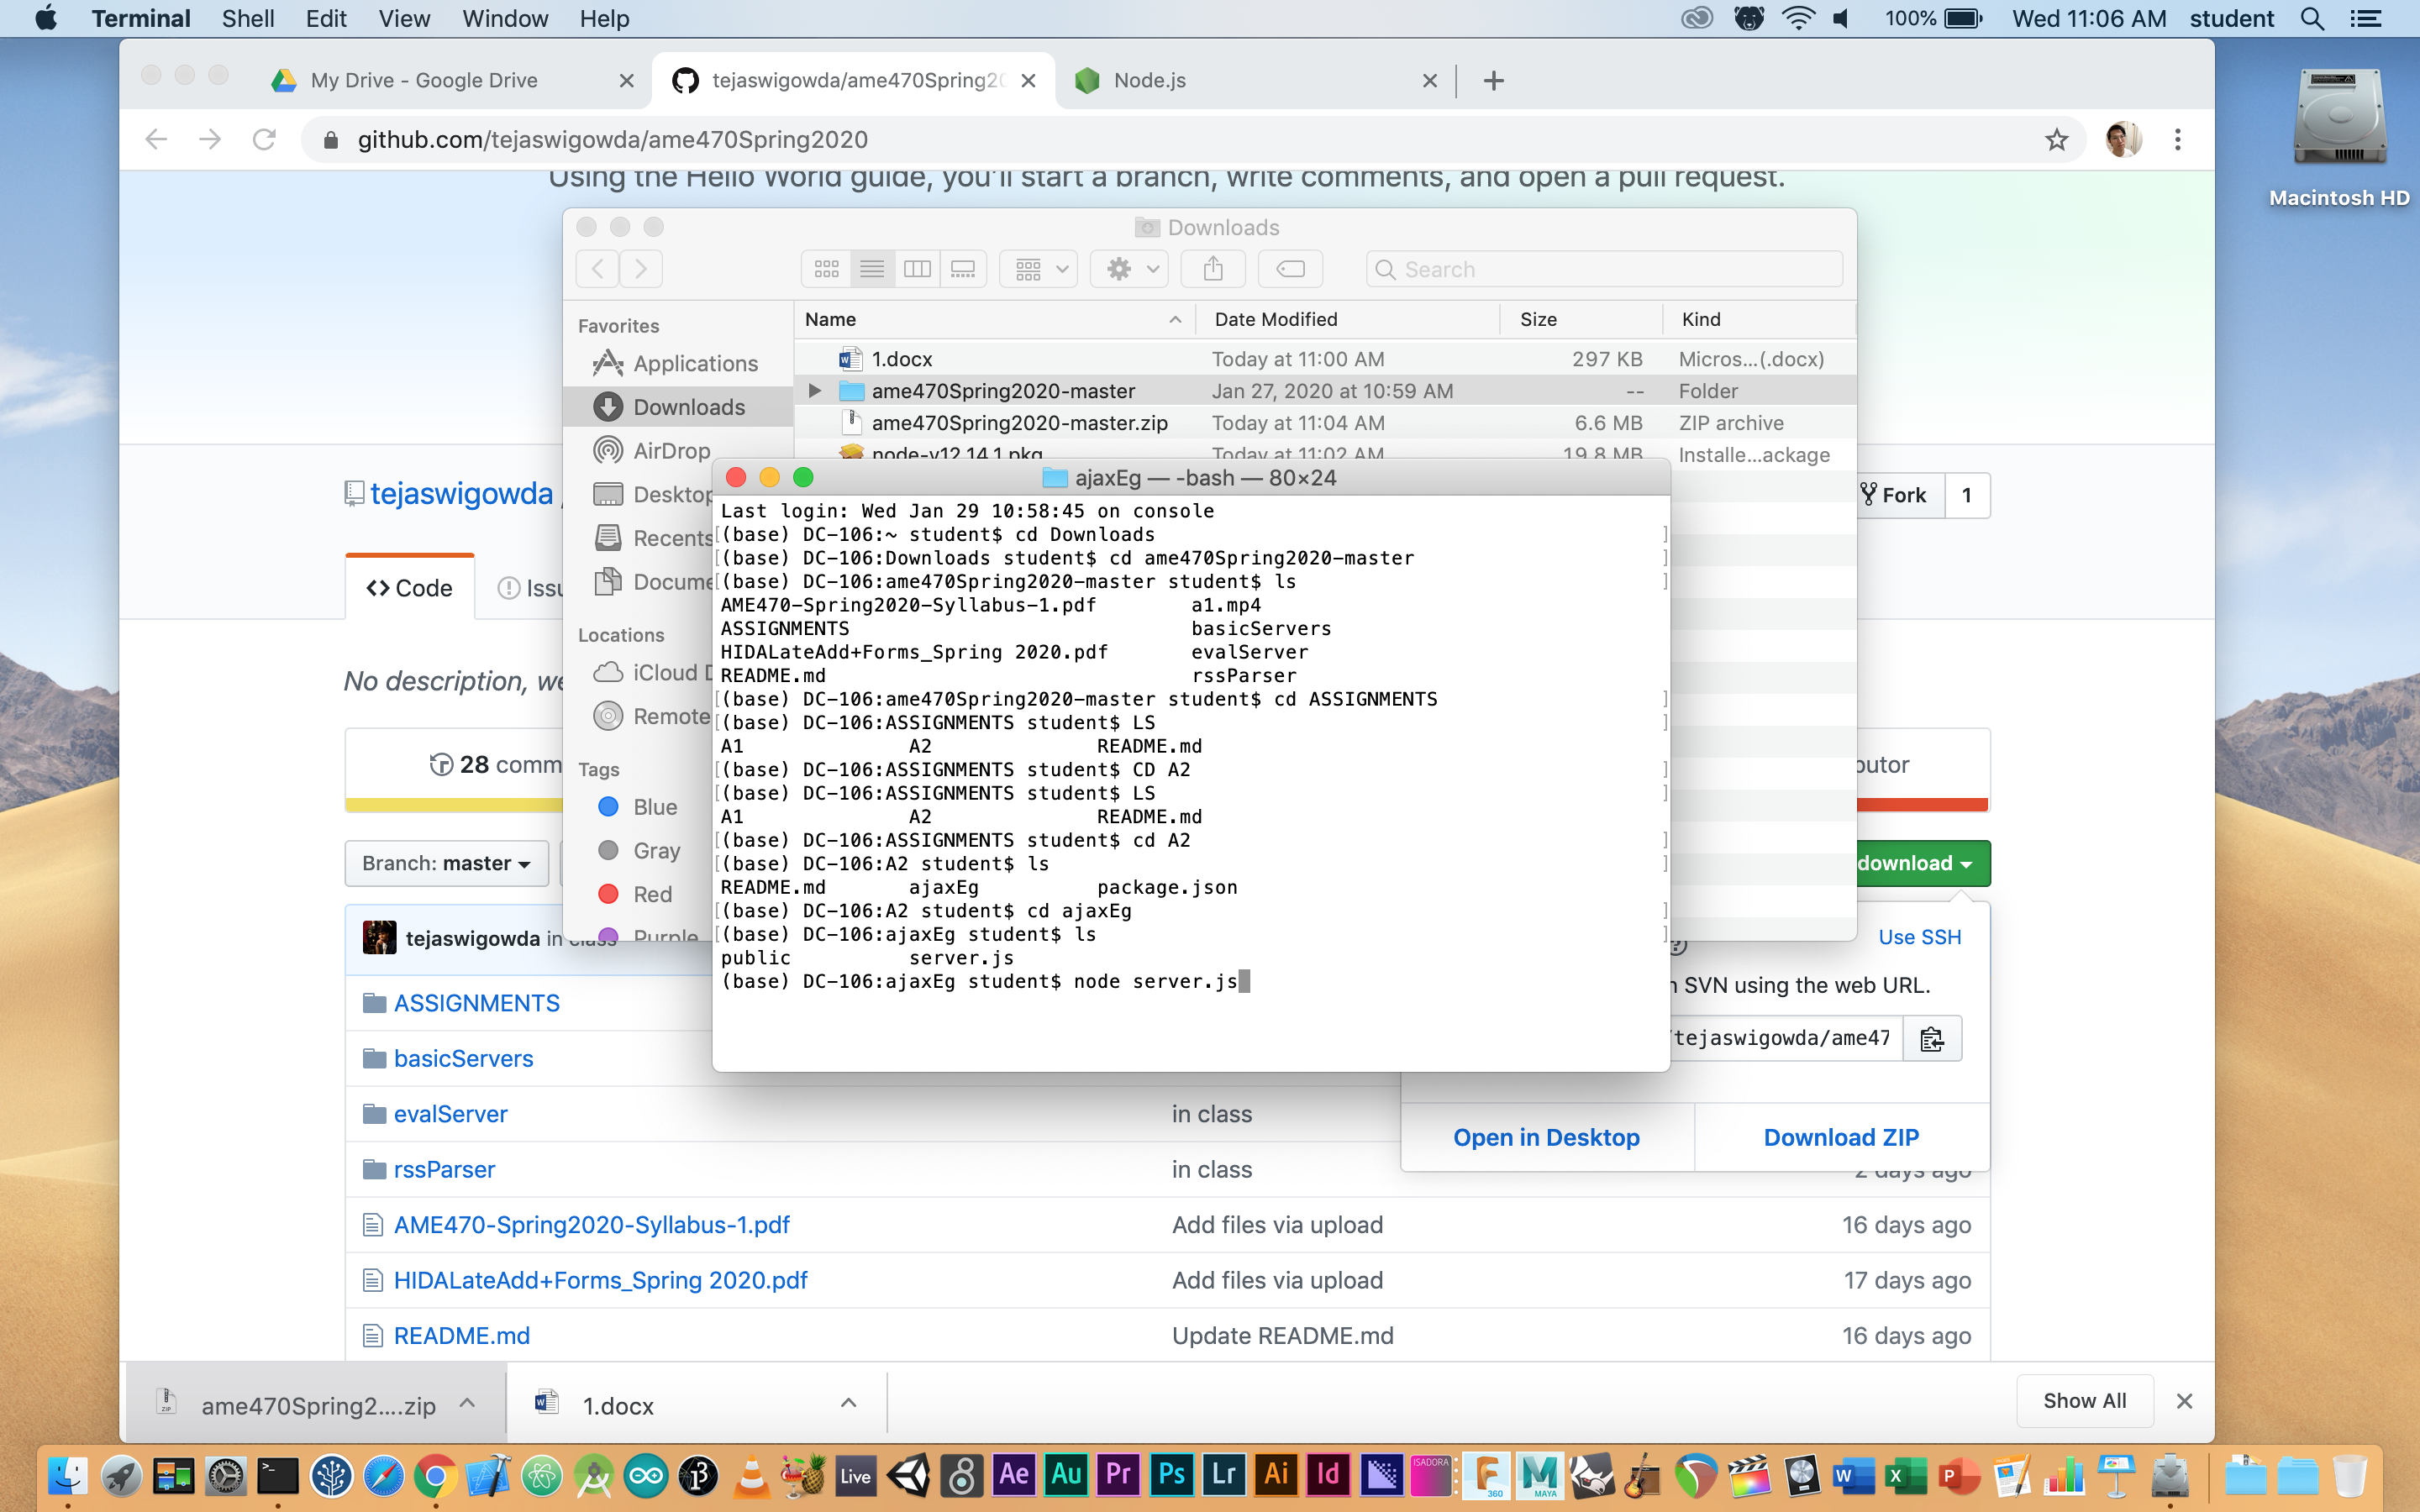 Terminal Shell Edit View Window Help 100% Wed 11:06 AM student
My Drive - Google Drive tejaswigowda/ame470Spring20 Node.js
github.com/tejaswigowda/ame470Spring2020
Macintosh HD
Using the Hello World guide, you'll start a branch, write comments, and open a pull request.
Downloads
Search
Favorites
Applications
Downloads
AirDrop
Desktop
Recents
Docume
Locations
iCloud D
Remote
Tags
Blue
Gray
Red
Purple
Name Date Modified Size Kind
1.docx Today at 11:00 AM 297 KB Micros...(.docx)
ame470Spring2020-master Jan 27, 2020 at 10:59 AM -- Folder
ame470Spring2020-master.zip Today at 11:04 AM 6.6 MB ZIP archive
node-v12.14.1.pkg Today at 11:02 AM 19.8 MB Installe...ackage
ajaxEg — -bash — 80×24
Last login: Wed Jan 29 10:58:45 on console
[(base) DC-106:~ student$ cd Downloads ]
[(base) DC-106:Downloads student$ cd ame470Spring2020-master ]
[(base) DC-106:ame470Spring2020-master student$ ls ]
AME470-Spring2020-Syllabus-1.pdf a1.mp4
ASSIGNMENTS basicServers
HIDALateAdd+Forms_Spring 2020.pdf evalServer
README.md rssParser
[(base) DC-106:ame470Spring2020-master student$ cd ASSIGNMENTS ]
[(base) DC-106:ASSIGNMENTS student$ LS ]
A1 A2 README.md
[(base) DC-106:ASSIGNMENTS student$ CD A2 ]
[(base) DC-106:ASSIGNMENTS student$ LS ]
A1 A2 README.md
[(base) DC-106:ASSIGNMENTS student$ cd A2 ]
[(base) DC-106:A2 student$ ls ]
README.md ajaxEg package.json
[(base) DC-106:A2 student$ cd ajaxEg ]
[(base) DC-106:ajaxEg student$ ls ]
public server.js
(base) DC-106:ajaxEg student$ node server.js
tejaswigowda /
Fork 1
Code Issu
No description, we
28 comm
butor
Branch: master
download
tejaswigowda in class
Use SSH
n SVN using the web URL.
/tejaswigowda/ame47
Open in Desktop Download ZIP
ASSIGNMENTS
basicServers
evalServer in class
rssParser in class 2 days ago
AME470-Spring2020-Syllabus-1.pdf Add files via upload 16 days ago
HIDALateAdd+Forms_Spring 2020.pdf Add files via upload 17 days ago
README.md Update README.md 16 days ago
ame470Spring2....zip 1.docx Show All
Live Ae Au Pr Ps Lr Ai Id ISADORA F 360 M MAYA W X P